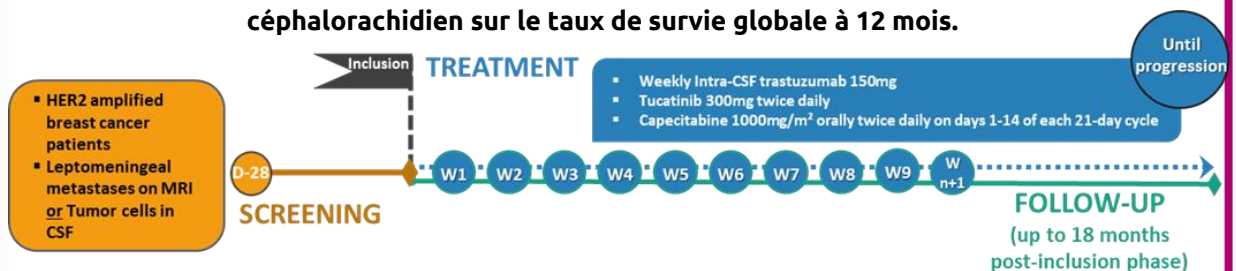 céphalorachidien sur le taux de survie globale à 12 mois.
Inclusion
TREATMENT
▪ Weekly Intra-CSF trastuzumab 150mg
▪ Tucatinib 300mg twice daily
▪ Capecitabine 1000mg/m² orally twice daily on days 1-14 of each 21-day cycle
Until
progression
▪ HER2 amplified
breast cancer
patients
▪ Leptomeningeal
metastases on MRI
or Tumor cells in
CSF
D-28
SCREENING
W1 W2 W3 W4 W5 W6 W7 W8 W9 W
n+1
FOLLOW-UP
(up to 18 months
post-inclusion phase)